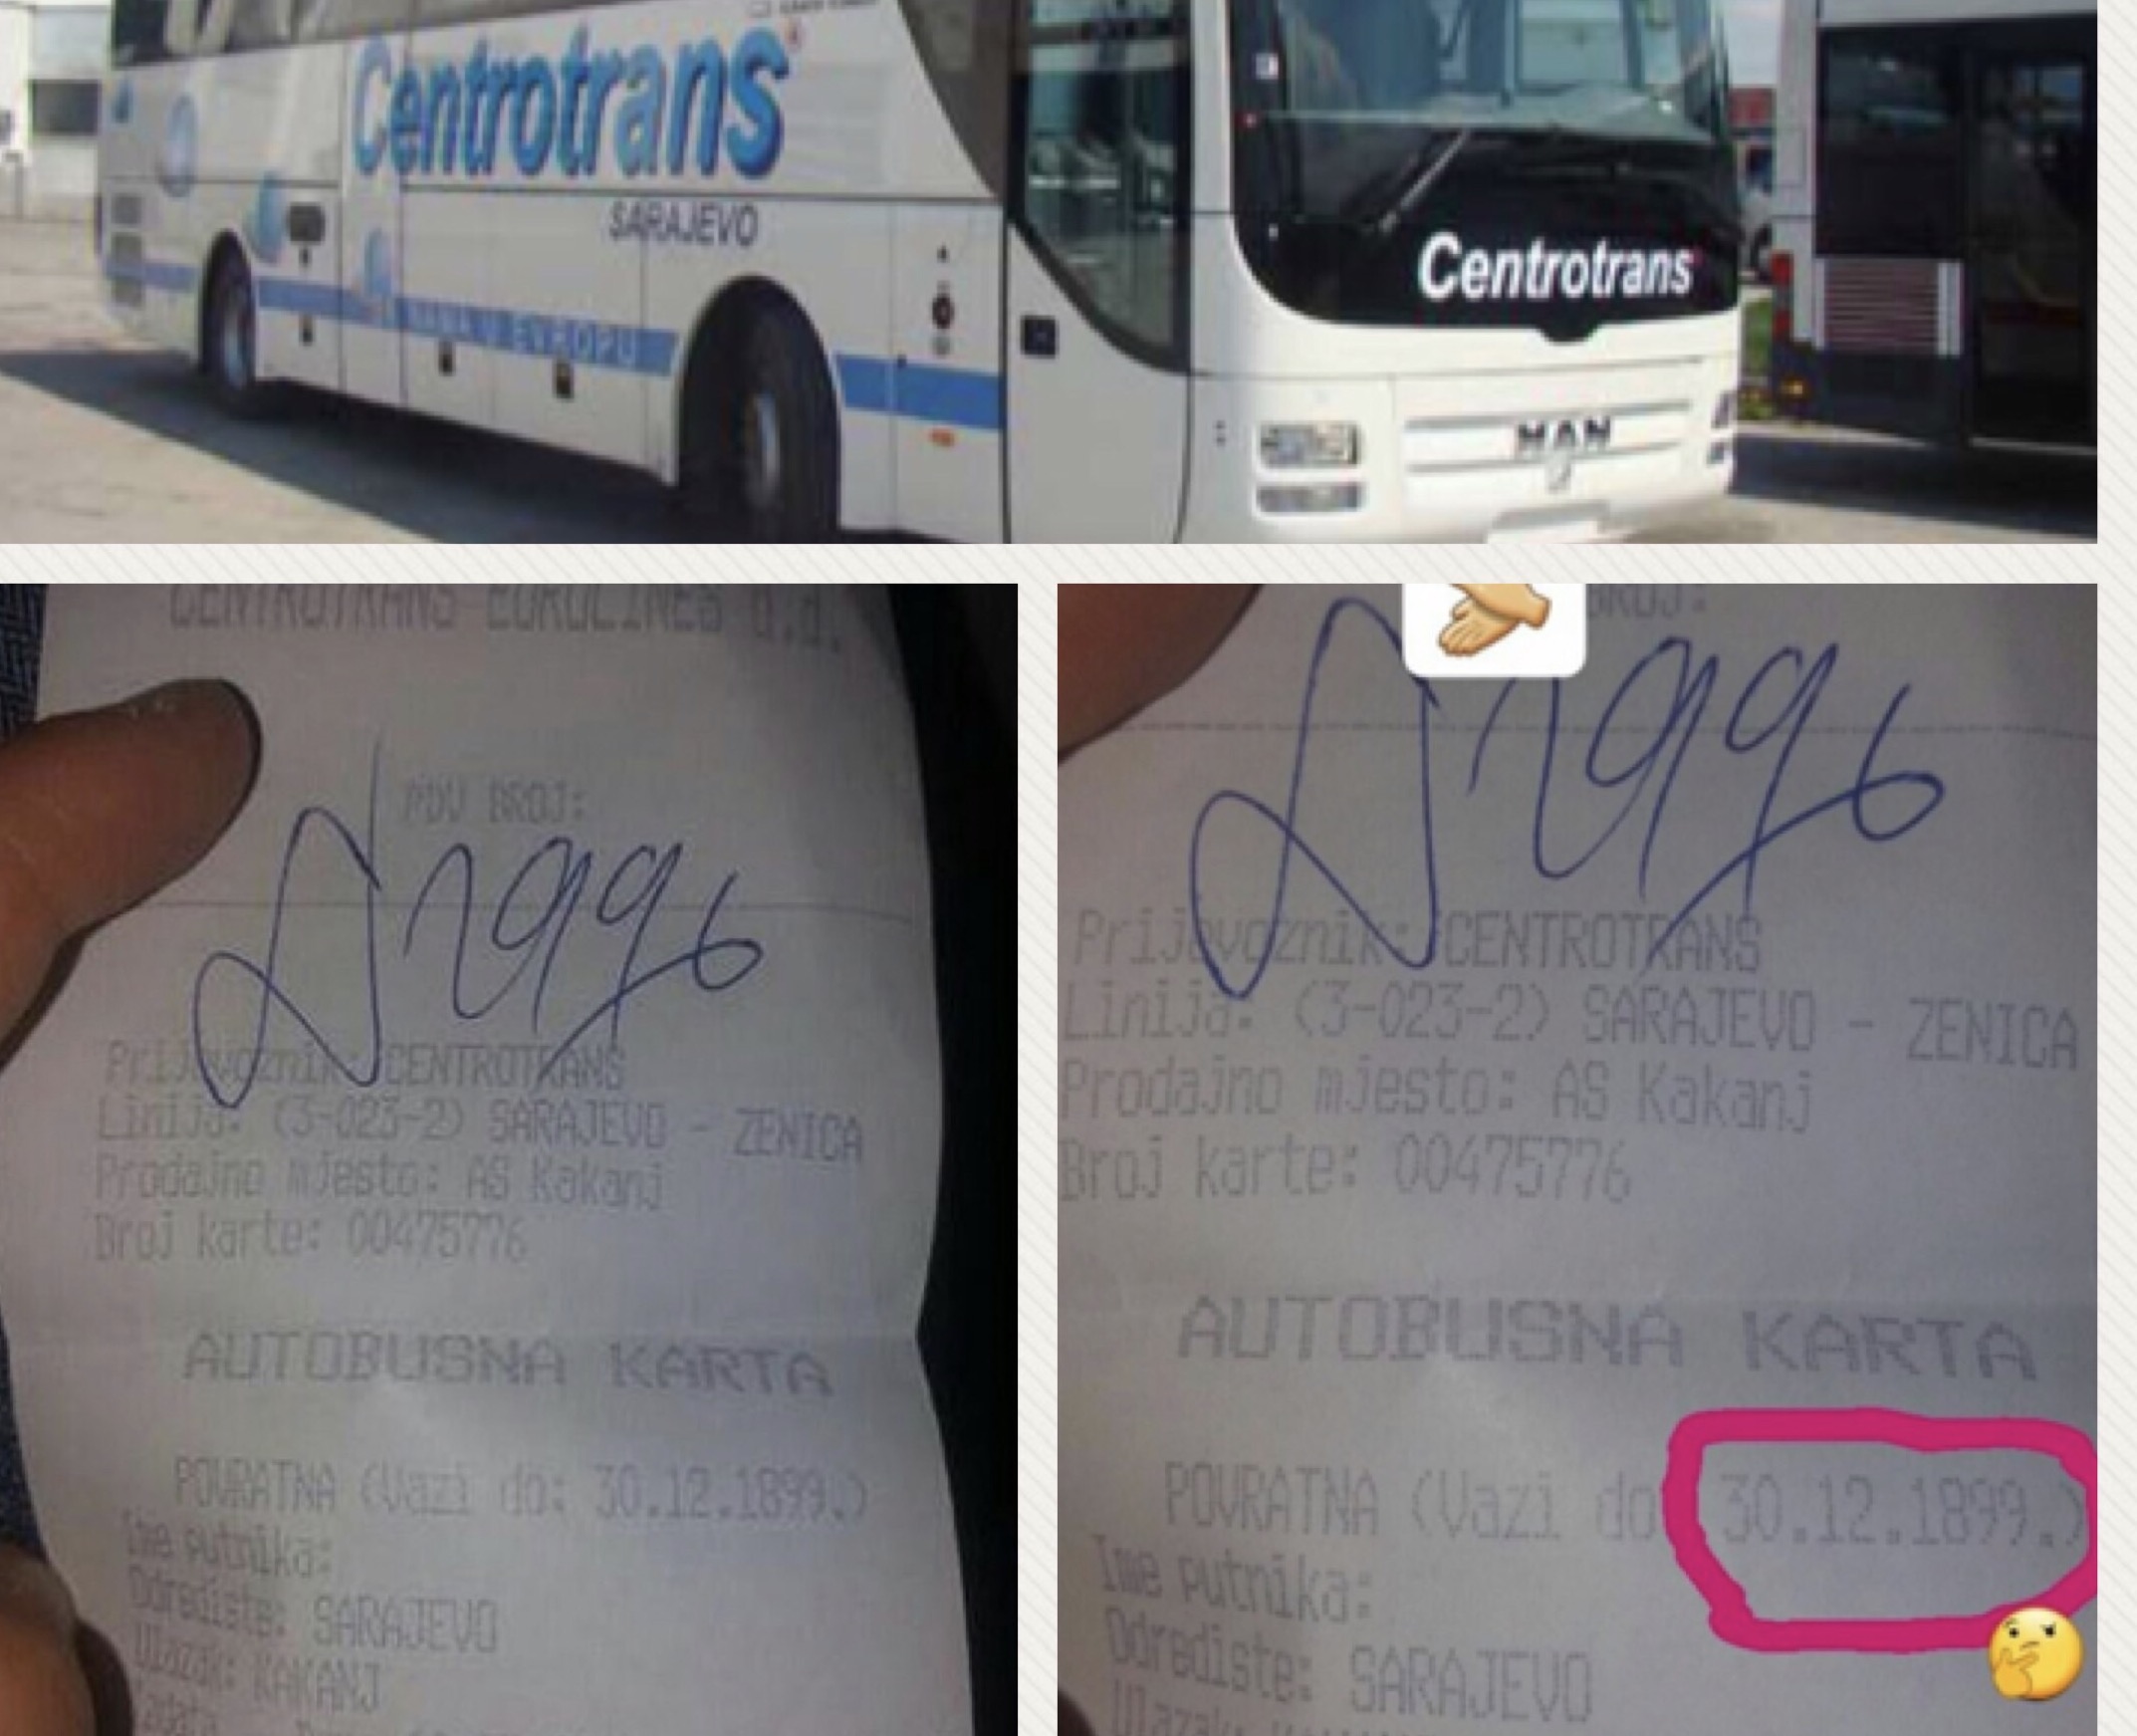 Centrotrans
SARAJEVO
EVROPU
Centrotrans
MAN
CENTROTRANS EUROLINES d.d.
PDV BROJ:
Prijevoznik: CENTROTRANS
Linija: (3-023-2) SARAJEVO - ZENICA
Prodajno mjesto: AS Kakanj
Broj karte: 00475776
AUTOBUSNA KARTA
POVRATNA (Vazi do: 30.12.1899.)
Ime putnika:
Odrediste: SARAJEVO
Ulazak: KAKANJ
BROJ:
Prijevoznik: CENTROTRANS
Linija: (3-023-2) SARAJEVO - ZENICA
Prodajno mjesto: AS Kakanj
Broj karte: 00475776
AUTOBUSNA KARTA
POVRATNA (Vazi do 30.12.1899.)
Ime putnika:
Odrediste: SARAJEVO